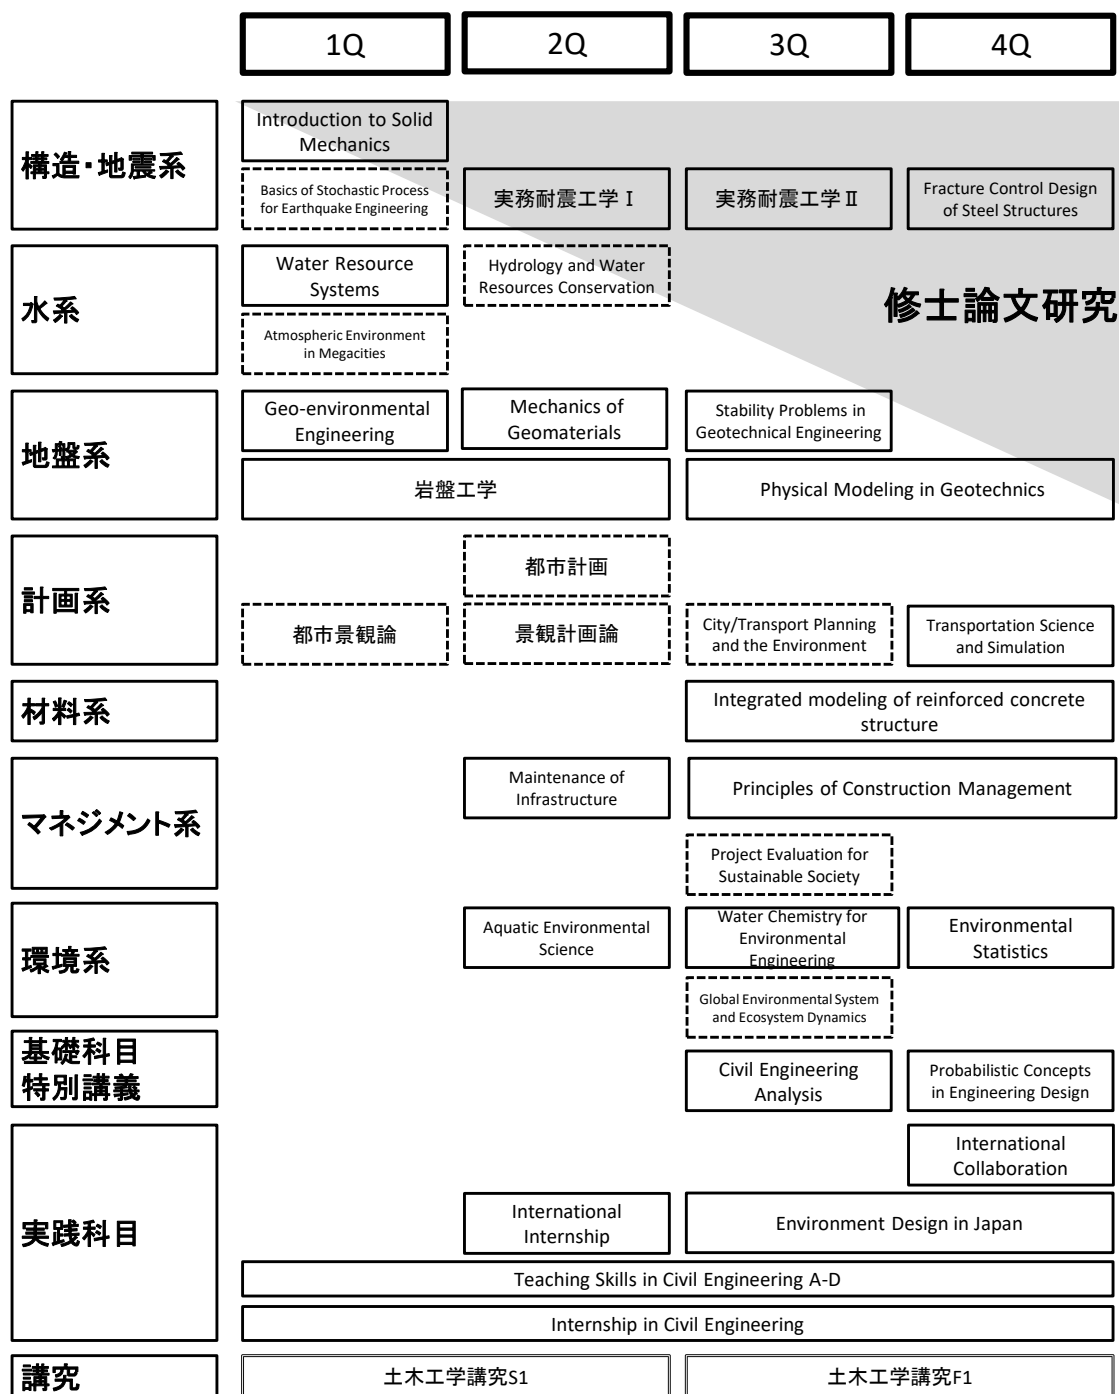 1Q
2Q
3Q
4Q
構造・地震系
Introduction to Solid
Mechanics
Basics of Stochastic Process
for Earthquake Engineering
実務耐震工学Ⅰ
実務耐震工学Ⅱ
Fracture Control Design
of Steel Structures
水系
Water Resource
Systems
Hydrology and Water
Resources Conservation
Atmospheric Environment
in Megacities
修士論文研究
地盤系
Geo-environmental
Engineering
Mechanics of
Geomaterials
Stability Problems in
Geotechnical Engineering
岩盤工学
Physical Modeling in Geotechnics
計画系
都市計画
都市景観論
景観計画論
City/Transport Planning
and the Environment
Transportation Science
and Simulation
材料系
Integrated modeling of reinforced concrete
structure
マネジメント系
Maintenance of
Infrastructure
Principles of Construction Management
Project Evaluation for
Sustainable Society
環境系
Aquatic Environmental
Science
Water Chemistry for
Environmental
Engineering
Environmental
Statistics
Global Environmental System
and Ecosystem Dynamics
基礎科目
特別講義
Civil Engineering
Analysis
Probabilistic Concepts
in Engineering Design
実践科目
International
Collaboration
International
Internship
Environment Design in Japan
Teaching Skills in Civil Engineering A-D
Internship in Civil Engineering
講究
土木工学講究S1
土木工学講究F1